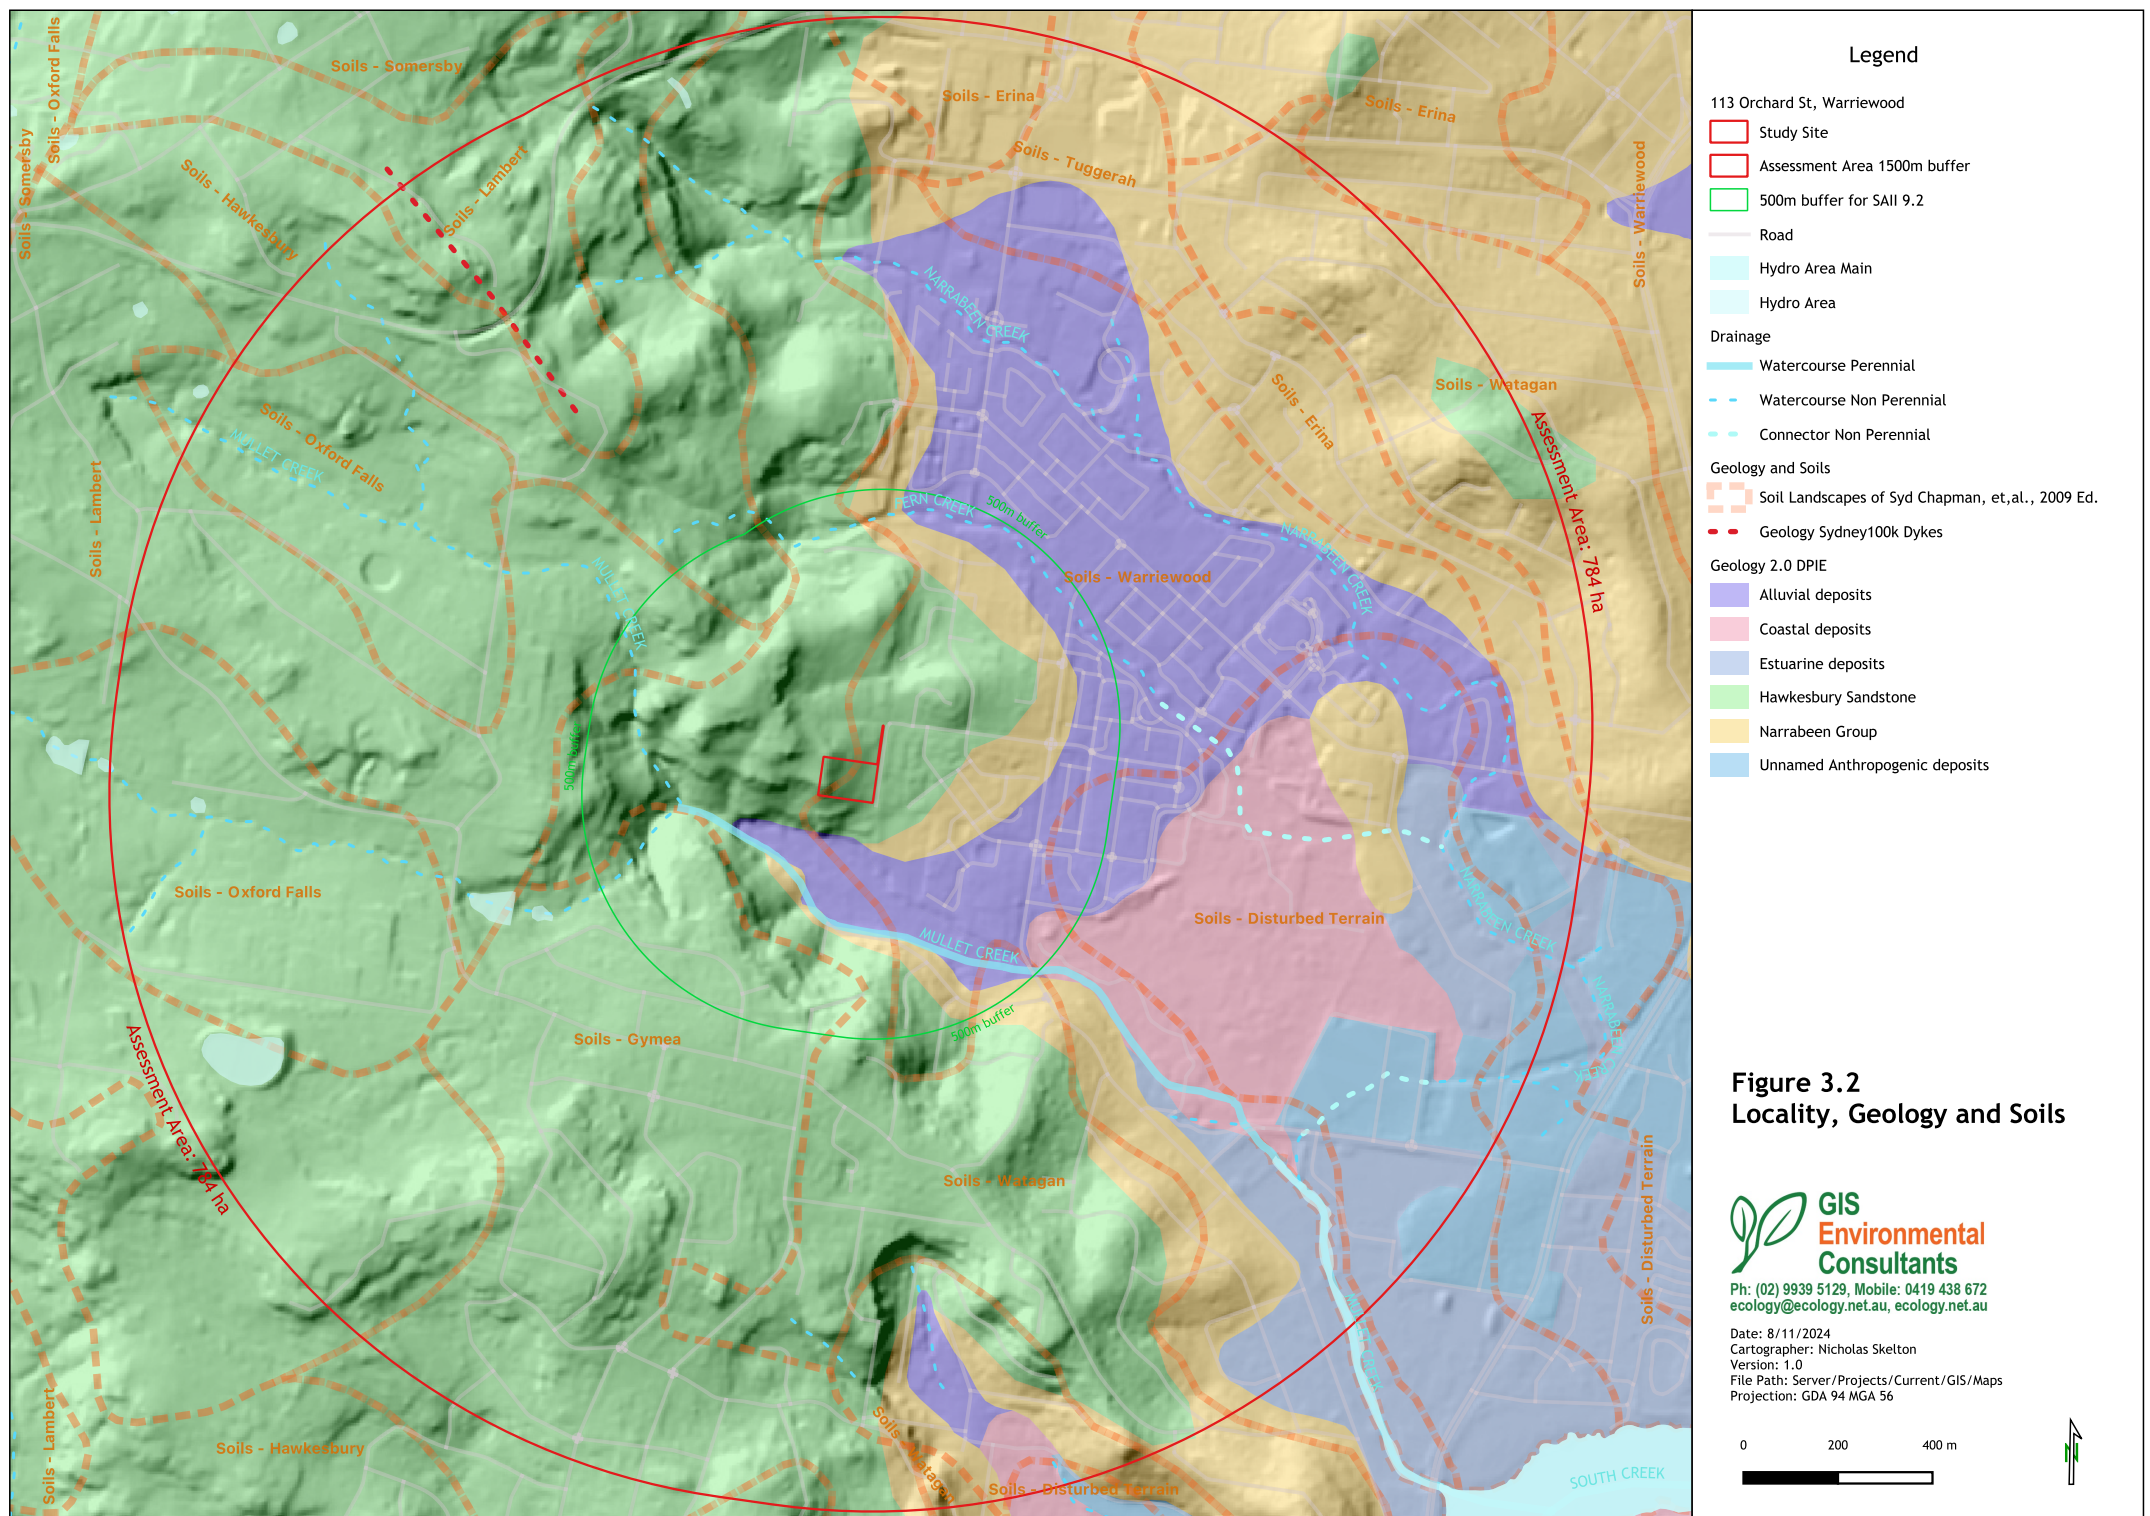 Soils - Oxford Falls
Soils - Somersby
Soils - Somersby
Soils - Hawkesbury
Soils - Lambert
Soils - Erina
Soils - Erina
Soils - Tuggerah
Soils - Warriewood
NARRABEEN CREEK
Soils - Watagan
Soils - Erina
Soils - Oxford Falls
MULLET CREEK
Soils - Lambert
Assessment Area: 784 ha
FERN CREEK
500m buffer
NARRABEEN CREEK
MULLET CREEK
Soils - Warriewood
500m buffer
Soils - Oxford Falls
Soils - Disturbed Terrain
NARRABEEN CREEK
MULLET CREEK
NARRABEEN CREEK
500m buffer
Soils - Gymea
Assessment Area: 784 ha
Soils - Watagan
Soils - Disturbed Terrain
MULLET CREEK
Soils - Lambert
Soils - Hawkesbury
Soils - Watagan
Soils - Disturbed Terrain
SOUTH CREEK
Legend
113 Orchard St, Warriewood
Study Site
Assessment Area 1500m buffer
500m buffer for SAII 9.2
Road
Hydro Area Main
Hydro Area
Drainage
Watercourse Perennial
Watercourse Non Perennial
Connector Non Perennial
Geology and Soils
Soil Landscapes of Syd Chapman, et,al., 2009 Ed.
Geology Sydney100k Dykes
Geology 2.0 DPIE
Alluvial deposits
Coastal deposits
Estuarine deposits
Hawkesbury Sandstone
Narrabeen Group
Unnamed Anthropogenic deposits
Figure 3.2
Locality, Geology and Soils
GIS
Environmental
Consultants
Ph: (02) 9939 5129, Mobile: 0419 438 672
ecology@ecology.net.au, ecology.net.au
Date: 8/11/2024
Cartographer: Nicholas Skelton
Version: 1.0
File Path: Server/Projects/Current/GIS/Maps
Projection: GDA 94 MGA 56
0 200 400 m
N